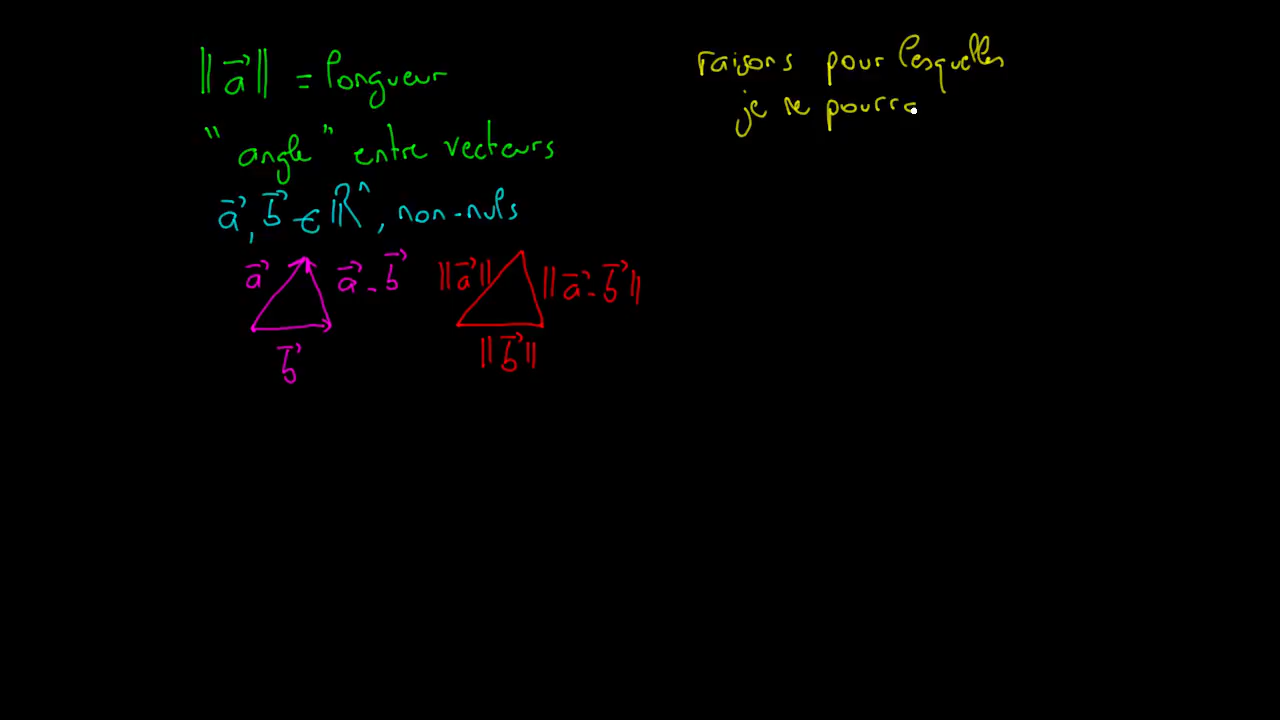 ‖a⃗‖ = longueur
"angle" entre vecteurs
a⃗, b⃗ ∈ ℝⁿ, non-nuls
a⃗
a⃗ - b⃗
b⃗
‖a⃗‖
‖a⃗ - b⃗‖
‖b⃗‖
raisons pour lesquelles
je ne pourra